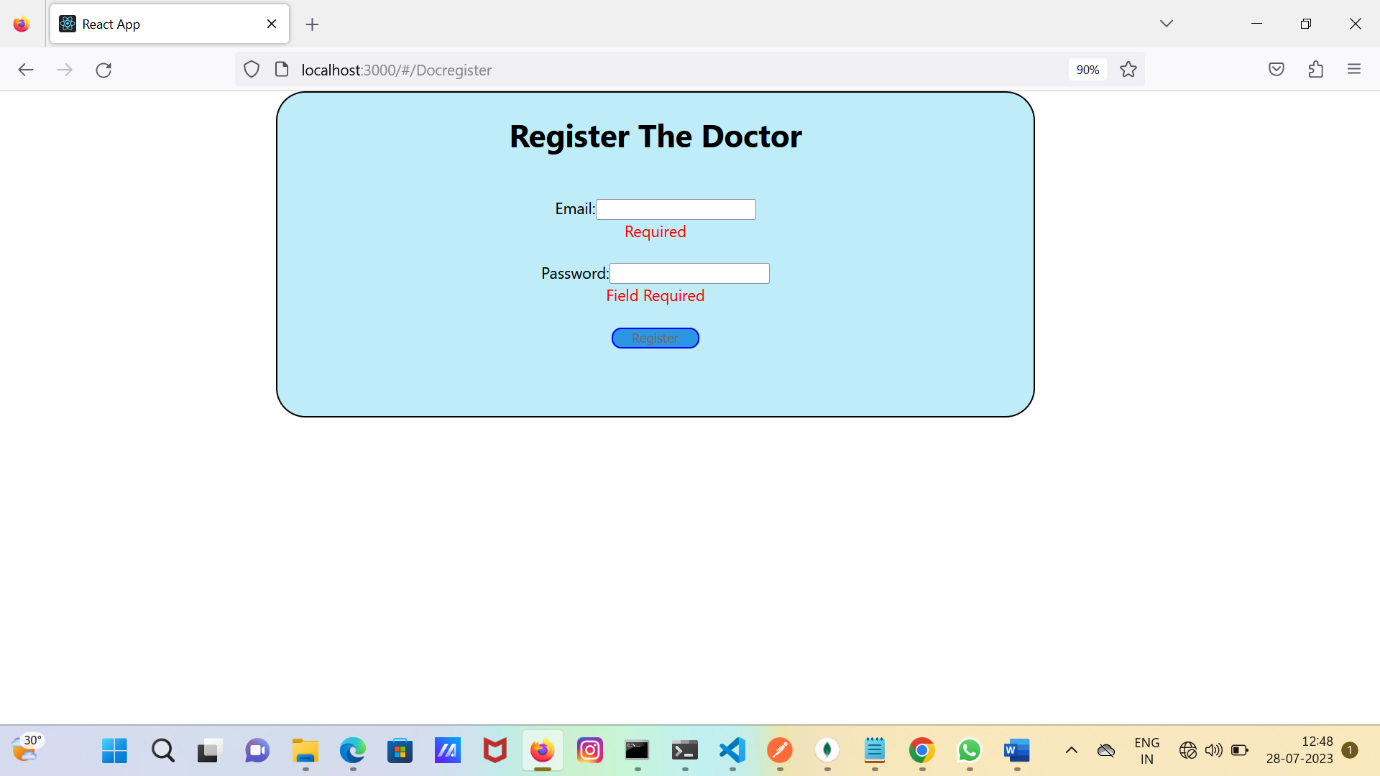 React App
localhost:3000/#/Docregister
90%
Register The Doctor
Email:
Required
Password:
Field Required
Register
30°
ENG
IN
12:48
28-07-2023
1